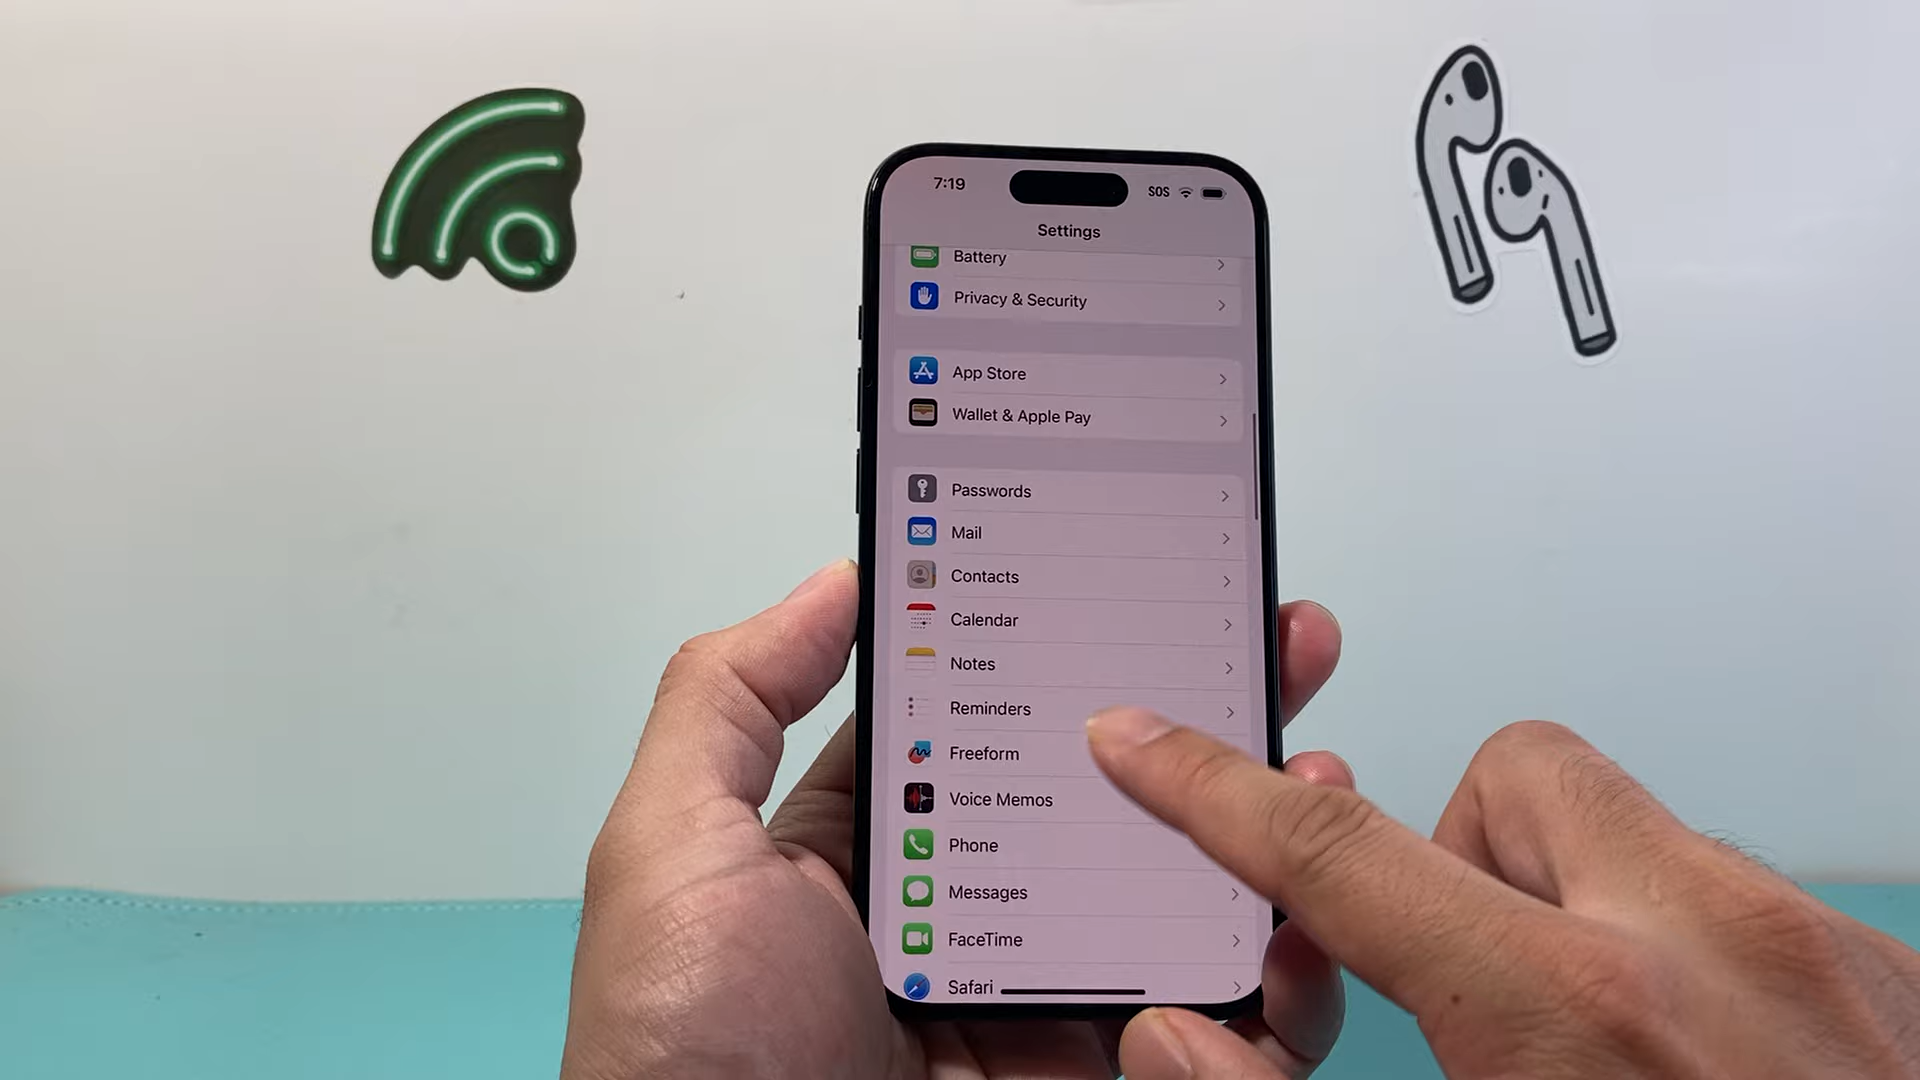 7:19
SOS
Settings
Battery
Privacy & Security
App Store
Wallet & Apple Pay
Passwords
Mail
Contacts
Calendar
Notes
Reminders
Freeform
Voice Memos
Phone
Messages
FaceTime
Safari